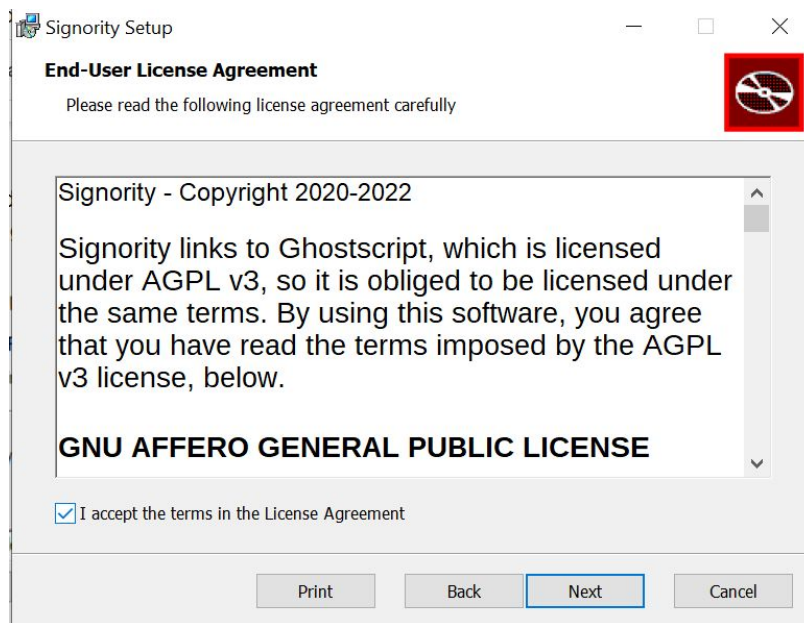 Signority Setup
End-User License Agreement
Please read the following license agreement carefully
Signority - Copyright 2020-2022
Signority links to Ghostscript, which is licensed
under AGPL v3, so it is obliged to be licensed under
the same terms. By using this software, you agree
that you have read the terms imposed by the AGPL
v3 license, below.
GNU AFFERO GENERAL PUBLIC LICENSE
I accept the terms in the License Agreement
Print Back Next Cancel